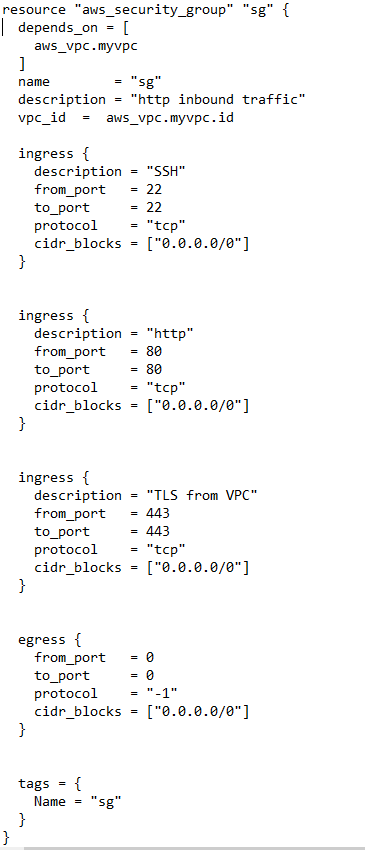 resource "aws_security_group" "sg" {
  depends_on = [
    aws_vpc.myvpc
  ]
  name        = "sg"
  description = "http inbound traffic"
  vpc_id  =  aws_vpc.myvpc.id

  ingress {
    description = "SSH"
    from_port   = 22
    to_port     = 22
    protocol    = "tcp"
    cidr_blocks = ["0.0.0.0/0"]
  }


  ingress {
    description = "http"
    from_port   = 80
    to_port     = 80
    protocol    = "tcp"
    cidr_blocks = ["0.0.0.0/0"]
  }


  ingress {
    description = "TLS from VPC"
    from_port   = 443
    to_port     = 443
    protocol    = "tcp"
    cidr_blocks = ["0.0.0.0/0"]
  }


  egress {
    from_port   = 0
    to_port     = 0
    protocol    = "-1"
    cidr_blocks = ["0.0.0.0/0"]
  }


  tags = {
    Name = "sg"
  }
}